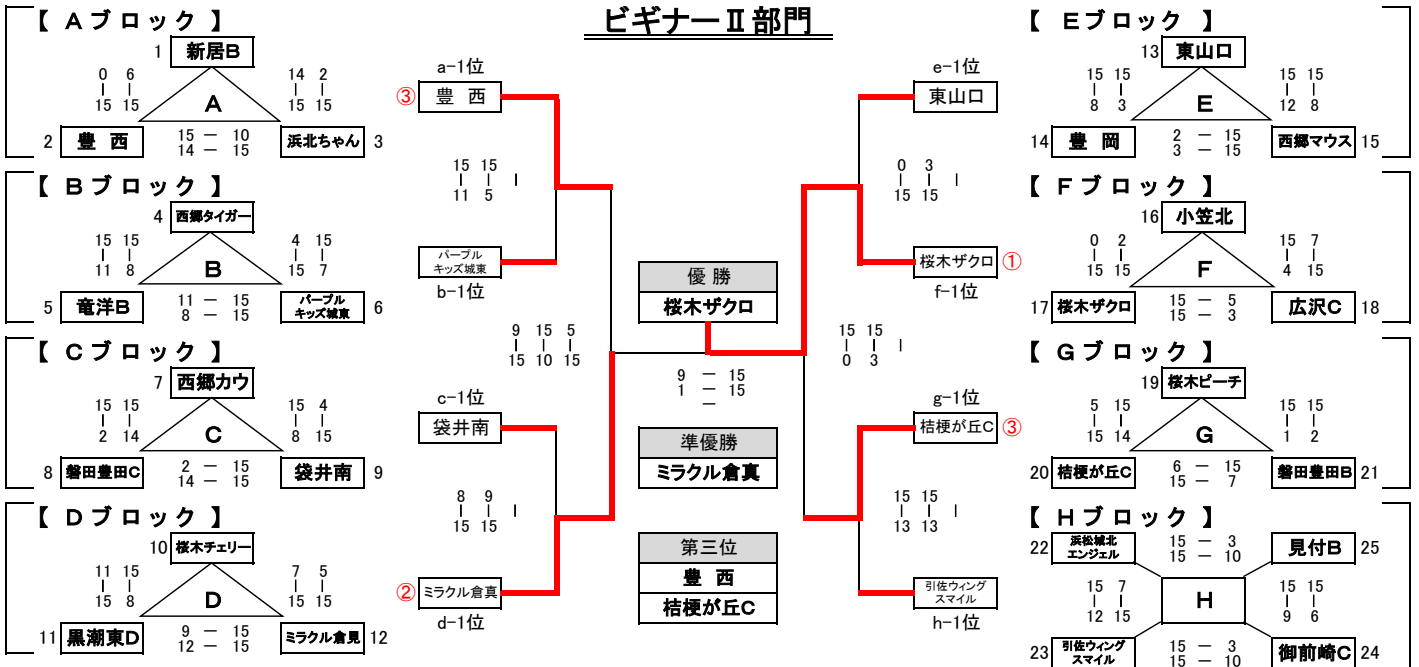 ビギナーⅡ部門
【 Aブロック 】
1 新居B
0 6
| |
15 15
14 2
| |
15 15
A
2 豊 西
15 — 10
14 — 15
浜北ちゃん 3
【 Bブロック 】
4 西郷タイガー
15 15
| |
11 8
4 15
| |
15 7
B
5 竜洋B
11 — 15
8 — 15
パープル
キッズ城東 6
【 Cブロック 】
7 西郷カウ
15 15
| |
2 14
15 4
| |
8 15
C
8 磐田豊田C
2 — 15
14 — 15
袋井南 9
【 Dブロック 】
10 桜木チェリー
11 15
| |
15 8
7 5
| |
15 15
D
11 黒潮東D
9 — 15
12 — 15
ミラクル倉見 12
a-1位
③ 豊 西
15 15
| | |
11 5
パープル
キッズ城東
b-1位
9 15 5
| | |
15 10 15
c-1位
袋井南
8 9
| | |
15 15
② ミラクル倉真
d-1位
優 勝
桜木ザクロ
9 — 15
1 — 15
—
準優勝
ミラクル倉真
第三位
豊 西
桔梗が丘C
e-1位
東山口
0 3
| | |
15 15
桜木ザクロ ①
f-1位
15 15
| | |
0 3
g-1位
桔梗が丘C ③
15 15
| | |
13 13
引佐ウィング
スマイル
h-1位
【 Eブロック 】
13 東山口
15 15
| |
8 3
15 15
| |
12 8
E
14 豊 岡
2 — 15
3 — 15
西郷マウス 15
【 Fブロック 】
16 小笠北
0 2
| |
15 15
15 7
| |
4 15
F
17 桜木ザクロ
15 — 5
15 — 3
広沢C 18
【 Gブロック 】
19 桜木ピーチ
5 15
| |
15 14
15 15
| |
1 2
G
20 桔梗が丘C
6 — 15
15 — 7
磐田豊田B 21
【 Hブロック 】
22 浜松城北
エンジェル
15 — 3
15 — 10
見付B 25
15 7
| |
12 15
H
15 15
| |
9 6
23 引佐ウィング
スマイル
15 — 3
15 — 10
御前崎C 24